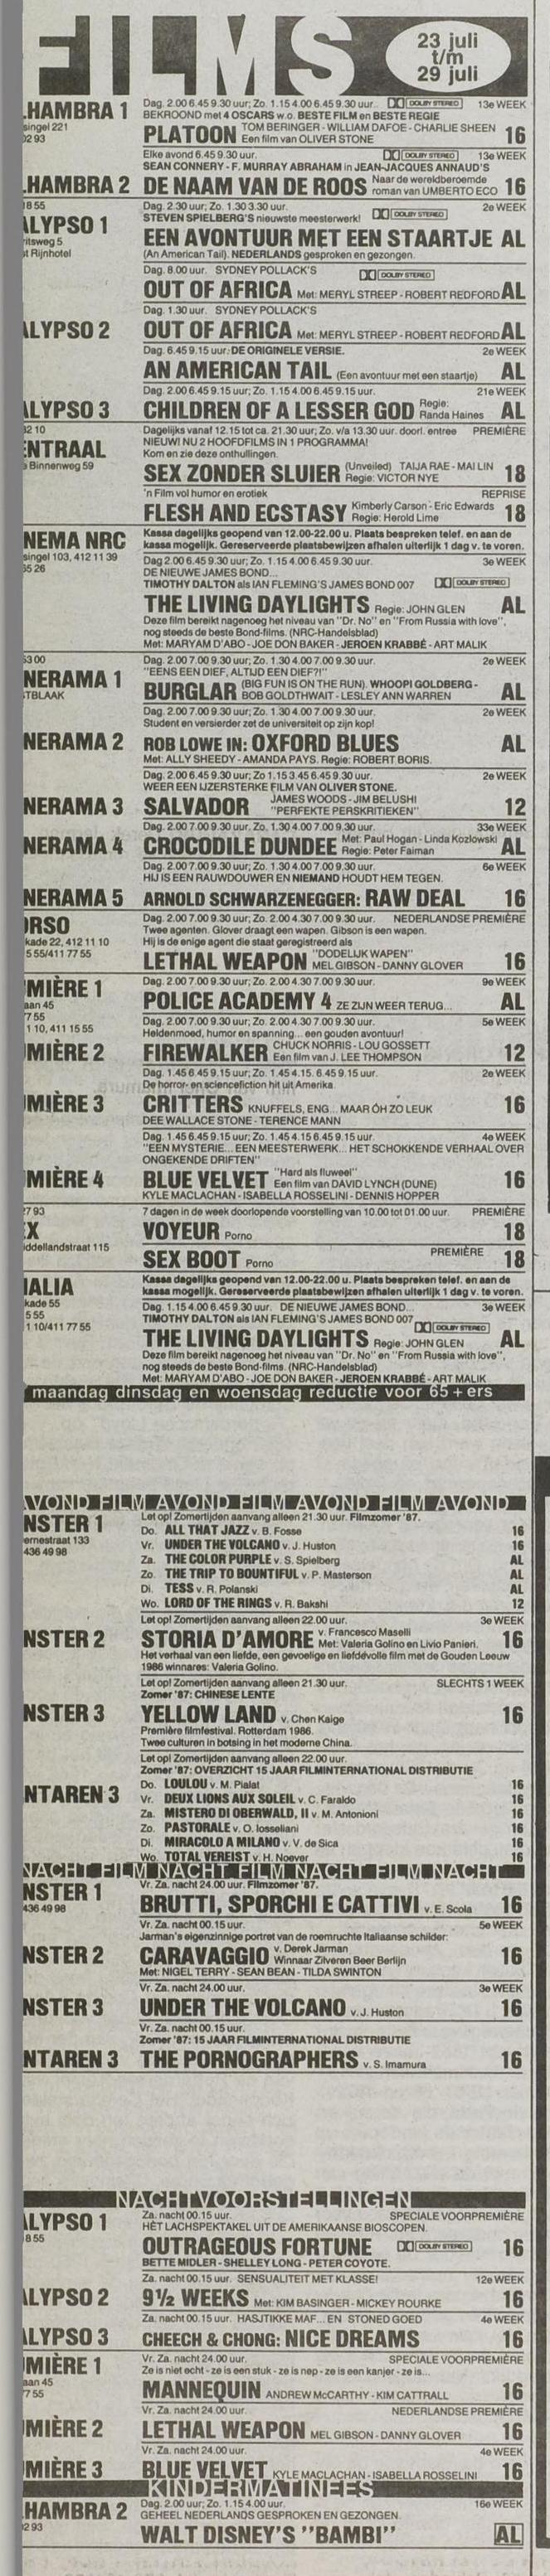 FILMS
23 juli
t/m
29 juli
LHAMBRA 1
singel 221
02 93
Dag. 2.00 6.45 9.30 uur; Zo. 1.15 4.00 6.45 9.30 uur. DOLBY STEREO 13e WEEK
BEKROOND met 4 OSCARS w.o. BESTE FILM en BESTE REGIE
PLATOON TOM BERINGER - WILLIAM DAFOE - CHARLIE SHEEN 16
Een film van OLIVER STONE
Elke avond 6.45 9.30 uur. DOLBY STEREO 13e WEEK
SEAN CONNERY - F. MURRAY ABRAHAM in JEAN-JACQUES ANNAUD'S
LHAMBRA 2 DE NAAM VAN DE ROOS Naar de wereldberoemde
roman van UMBERTO ECO 16
18 55
ALYPSO 1
ritsweg 5
t Rijnhotel
Dag. 2.30 uur; Zo. 1.30 3.30 uur. 2e WEEK
STEVEN SPIELBERG'S nieuwste meesterwerk! DOLBY STEREO
EEN AVONTUUR MET EEN STAARTJE AL
(An American Tail). NEDERLANDS gesproken en gezongen.
Dag. 8.00 uur. SYDNEY POLLACK'S DOLBY STEREO
OUT OF AFRICA Met: MERYL STREEP - ROBERT REDFORD AL
Dag. 1.30 uur. SYDNEY POLLACK'S
ALYPSO 2 OUT OF AFRICA Met: MERYL STREEP - ROBERT REDFORD AL
Dag. 6.45 9.15 uur: DE ORIGINELE VERSIE. 2e WEEK
AN AMERICAN TAIL (Een avontuur met een staartje) AL
Dag. 2.00 6.45 9.15 uur; Zo. 1.15 4.00 6.45 9.15 uur. 21e WEEK
ALYPSO 3 CHILDREN OF A LESSER GOD Regie:
Randa Haines AL
02 10
ENTRAAL
Binnenweg 59
Dagelijks vanaf 12.15 tot ca. 21.30 uur; Zo. v/a 13.30 uur. doorl. entree PREMIÈRE
NIEUW! NU 2 HOOFDFILMS IN 1 PROGRAMMA!
Kom en zie deze onthullingen.
SEX ZONDER SLUIER (Unveiled) TAIJA RAE - MAI LIN 18
Regie: VICTOR NYE
'n Film vol humor en erotiek REPRISE
FLESH AND ECSTASY Kimberly Carson - Eric Edwards 18
Regie: Herold Lime
NEMA NRC
singel 103, 412 11 39
65 26
Kassa dagelijks geopend van 12.00-22.00 u. Plaats bespreken telef. en aan de
kassa mogelijk. Gereserveerde plaatsbewijzen afhalen uiterlijk 1 dag v. te voren.
Dag 2.00 6.45 9.30 uur; Zo. 1.15 4.00 6.45 9.30 uur. 3e WEEK
DE NIEUWE JAMES BOND...
TIMOTHY DALTON als IAN FLEMING'S JAMES BOND 007 DOLBY STEREO
THE LIVING DAYLIGHTS Regie: JOHN GLEN AL
Deze film bereikt nagenoeg het niveau van "Dr. No" en "From Russia with love",
nog steeds de beste Bond-films. (NRC-Handelsblad)
Met: MARYAM D'ABO - JOE DON BAKER - JEROEN KRABBÉ - ART MALIK
53 00
NERAMA 1
TBLAAK
Dag. 2.00 7.00 9.30 uur; Zo. 1.30 4.00 7.00 9.30 uur. 2e WEEK
"EENS EEN DIEF, ALTIJD EEN DIEF?!"
BURGLAR (BIG FUN IS ON THE RUN). WHOOPI GOLDBERG -
BOB GOLDTHWAIT - LESLEY ANN WARREN AL
Dag. 2.00 7.00 9.30 uur; Zo. 1.30 4.00 7.00 9.30 uur. 2e WEEK
Student en versierder zet de universiteit op zijn kop!
NERAMA 2 ROB LOWE IN: OXFORD BLUES AL
Met: ALLY SHEEDY - AMANDA PAYS. Regie: ROBERT BORIS.
Dag. 2.00 6.45 9.30 uur; Zo 1.15 3.45 6.45 9.30 uur. 2e WEEK
WEER EEN IJZERSTERKE FILM VAN OLIVER STONE.
NERAMA 3 SALVADOR JAMES WOODS - JIM BELUSHI
"PERFEKTE PERSKRITIEKEN" 12
Dag. 2.00 7.00 9.30 uur. Zo. 1.30 4.00 7.00 9.30 uur. 33e WEEK
NERAMA 4 CROCODILE DUNDEE Met: Paul Hogan - Linda Kozlowski
Regie: Peter Faiman AL
Dag. 2.00 7.00 9.30 uur; Zo. 1.30 4.00 7.00 9.30 uur. 6e WEEK
HIJ IS EEN RAUWDOUWER EN NIEMAND HOUDT HEM TEGEN.
NERAMA 5 ARNOLD SCHWARZENEGGER: RAW DEAL 16
ORSO
kade 22, 412 11 10
5 55/411 77 55
Dag. 2.00 7.00 9.30 uur; Zo. 2.00 4.30 7.00 9.30 uur. NEDERLANDSE PREMIÈRE
Twee agenten. Glover draagt een wapen. Gibson is een wapen.
Hij is de enige agent die staat geregistreerd als
LETHAL WEAPON "DODELIJK WAPEN"
MEL GIBSON - DANNY GLOVER 16
MIÈRE 1
aan 45
77 55
1 10, 411 15 55
Dag. 2.00 7.00 9.30 uur; Zo. 2.00 4.30 7.00 9.30 uur. 9e WEEK
POLICE ACADEMY 4 ZE ZIJN WEER TERUG... AL
Dag. 2.00 7.00 9.30 uur; Zo. 2.00 4.30 7.00 9.30 uur. 5e WEEK
Heldenmoed, humor en spanning... een gouden avontuur!
MIÈRE 2 FIREWALKER CHUCK NORRIS - LOU GOSSETT
Een film van J. LEE THOMPSON 12
Dag. 1.45 6.45 9.15 uur; Zo. 1.45 4.15. 6.45 9.15 uur. 2e WEEK
De horror- en sciencefiction hit uit Amerika.
MIÈRE 3 CRITTERS KNUFFELS, ENG... MAAR ÓH ZO LEUK 16
DEE WALLACE STONE - TERENCE MANN
Dag. 1.45 6.45 9.15 uur; Zo. 1.45 4.15 6.45 9.15 uur. 4e WEEK
"EEN MYSTERIE... EEN MEESTERWERK... HET SCHOKKENDE VERHAAL OVER
ONGEKENDE DRIFTEN"
MIÈRE 4 BLUE VELVET "Hard als fluweel"
Een film van DAVID LYNCH (DUNE) 16
KYLE MACLACHAN - ISABELLA ROSSELINI - DENNIS HOPPER
27 93
X
iddellandstraat 115
7 dagen in de week doorlopende voorstelling van 10.00 tot 01.00 uur. PREMIÈRE
VOYEUR Porno 18
PREMIÈRE
SEX BOOT Porno 18
IALIA
kade 55
5 55
1 10/411 77 55
Kassa dagelijks geopend van 12.00-22.00 u. Plaats bespreken telef. en aan de
kassa mogelijk. Gereserveerde plaatsbewijzen afhalen uiterlijk 1 dag v. te voren.
Dag. 1.15 4.00 6.45 9.30 uur. DE NIEUWE JAMES BOND... 3e WEEK
TIMOTHY DALTON als IAN FLEMING'S JAMES BOND 007 DOLBY STEREO
THE LIVING DAYLIGHTS Regie: JOHN GLEN AL
Deze film bereikt nagenoeg het niveau van "Dr. No" en "From Russia with love",
nog steeds de beste Bond-films. (NRC-Handelsblad)
Met: MARYAM D'ABO - JOE DON BAKER - JEROEN KRABBÉ - ART MALIK
maandag dinsdag en woensdag reductie voor 65 + ers
AVOND FILM AVOND FILM AVOND FILM AVOND
NSTER 1
ernestraat 133
436 49 98
Let op! Zomertijden aanvang alleen 21.30 uur. Filmzomer '87.
Do. ALL THAT JAZZ v. B. Fosse 16
Vr. UNDER THE VOLCANO v. J. Huston 16
Za. THE COLOR PURPLE v. S. Spielberg AL
Zo. THE TRIP TO BOUNTIFUL v. P. Masterson AL
Di. TESS v. R. Polanski AL
Wo. LORD OF THE RINGS v. R. Bakshi 12
Let op! Zomertijden aanvang alleen 22.00 uur. 3e WEEK
NSTER 2 STORIA D'AMORE v. Francesco Maselli
Met: Valeria Golino en Livio Panieri. 16
Het verhaal van een liefde, een gevoelige en liefdevolle film met de Gouden Leeuw
1986 winnares: Valeria Golino.
Let op! Zomertijden aanvang alleen 21.30 uur. SLECHTS 1 WEEK
Zomer '87: CHINESE LENTE
NSTER 3 YELLOW LAND v. Chen Kaige 16
Première filmfestival. Rotterdam 1986.
Twee culturen in botsing in het moderne China.
Let op! Zomertijden aanvang alleen 22.00 uur.
Zomer '87: OVERZICHT 15 JAAR FILMINTERNATIONAL DISTRIBUTIE
NTAREN 3
Do. LOULOU v. M. Pialat 16
Vr. DEUX LIONS AUX SOLEIL v. C. Faraldo 16
Za. MISTERO DI OBERWALD, II v. M. Antonioni 16
Zo. PASTORALE v. O. Iosseliani 16
Di. MIRACOLO A MILANO v. V. de Sica 16
Wo. TOTAL VEREIST v. H. Noever 16
NACHT FILM NACHT FILM NACHT FILM NACHT
NSTER 1
436 49 98
Vr. Za. nacht 24.00 uur. Filmzomer '87.
BRUTTI, SPORCHI E CATTIVI v. E. Scola 16
Vr. Za. nacht 00.15 uur. 5e WEEK
Jarman's eigenzinnige portret van de roemruchte Italiaanse schilder:
NSTER 2 CARAVAGGIO v. Derek Jarman
Winnaar Zilveren Beer Berlijn 16
Met: NIGEL TERRY - SEAN BEAN - TILDA SWINTON
Vr. Za. nacht 24.00 uur. 3e WEEK
NSTER 3 UNDER THE VOLCANO v. J. Huston 16
Vr. Za. nacht 00.15 uur.
Zomer '87: 15 JAAR FILMINTERNATIONAL DISTRIBUTIE
NTAREN 3 THE PORNOGRAPHERS v. S. Imamura 16
NACHTVOORSTELLINGEN
ALYPSO 1
8 55
Za. nacht 00.15 uur. SPECIALE VOORPREMIÈRE
HÉT LACHSPEKTAKEL UIT DE AMERIKAANSE BIOSCOPEN.
OUTRAGEOUS FORTUNE DOLBY STEREO 16
BETTE MIDLER - SHELLEY LONG - PETER COYOTE.
Za. nacht 00.15 uur. SENSUALITEIT MET KLASSE! 12e WEEK
ALYPSO 2 9½ WEEKS Met: KIM BASINGER - MICKEY ROURKE 16
Za. nacht 00.15 uur. HASJTIKKE MAF... EN STONED GOED 4e WEEK
ALYPSO 3 CHEECH & CHONG: NICE DREAMS 16
MIÈRE 1
aan 45
77 55
Vr. Za. nacht 24.00 uur. SPECIALE VOORPREMIÈRE
Ze is niet echt - ze is een stuk - ze is nep - ze is een kanjer - ze is...
MANNEQUIN ANDREW McCARTHY - KIM CATTRALL 16
Vr. Za. nacht 24.00 uur. NEDERLANDSE PREMIÈRE
MIÈRE 2 LETHAL WEAPON MEL GIBSON - DANNY GLOVER 16
Vr. Za. nacht 24.00 uur. 4e WEEK
MIÈRE 3 BLUE VELVET KYLE MACLACHAN - ISABELLA ROSSELINI 16
KINDERMATINEES
LHAMBRA 2
02 93
Dag. 2.00 uur; Zo. 1.15 4.00 uur. 16e WEEK
GEHEEL NEDERLANDS GESPROKEN EN GEZONGEN.
WALT DISNEY'S "BAMBI" AL